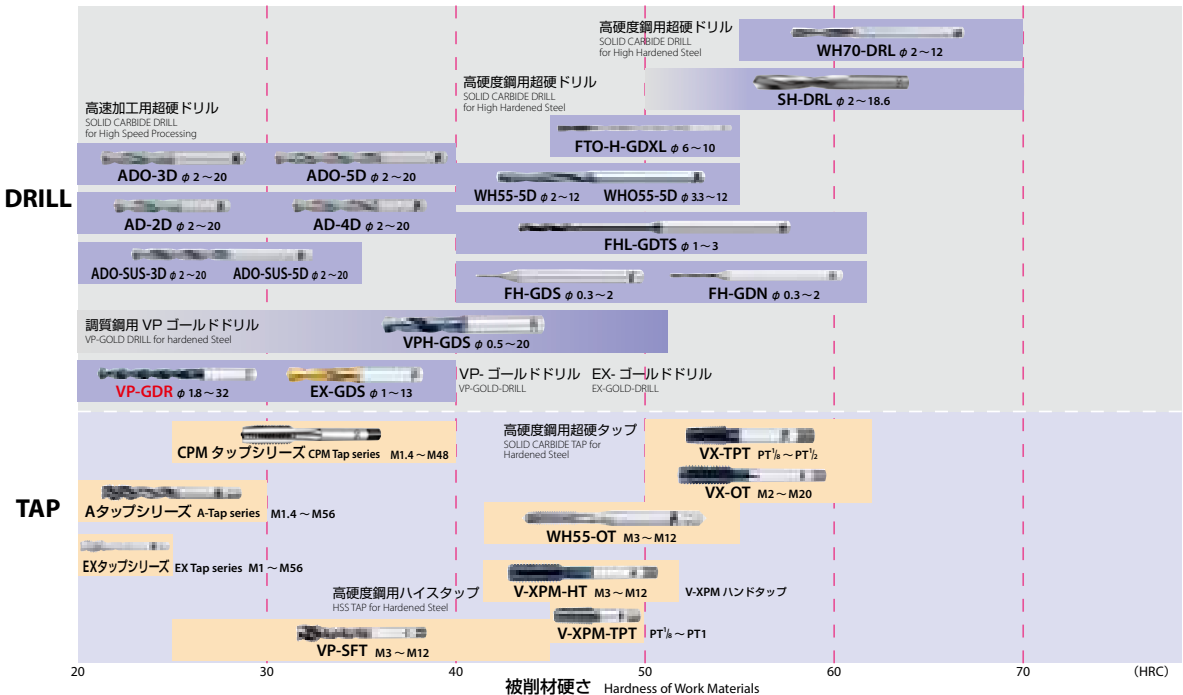 高硬度鋼用超硬ドリル
SOLID CARBIDE DRILL
for High Hardened Steel
WH70-DRL φ 2～12
高硬度鋼用超硬ドリル
SOLID CARBIDE DRILL
for High Hardened Steel
SH-DRL φ 2～18.6
高速加工用超硬ドリル
SOLID CARBIDE DRILL
for High Speed Processing
FTO-H-GDXL φ 6～10
ADO-3D φ 2～20
ADO-5D φ 2～20
WH55-5D φ 2～12
WHO55-5D φ 3.3～12
DRILL
AD-2D φ 2～20
AD-4D φ 2～20
FHL-GDTS φ 1～3
ADO-SUS-3D φ 2～20
ADO-SUS-5D φ 2～20
FH-GDS φ 0.3～2
FH-GDN φ 0.3～2
調質鋼用 VP ゴールドドリル
VP-GOLD DRILL for hardened Steel
VPH-GDS φ 0.5～20
VP-GDR φ 1.8～32
EX-GDS φ 1～13
VP- ゴールドドリル
VP-GOLD-DRILL
EX- ゴールドドリル
EX-GOLD-DRILL
CPM タップシリーズ CPM Tap series M1.4～M48
高硬度鋼用超硬タップ
SOLID CARBIDE TAP for
Hardened Steel
VX-TPT PT1/8～PT1/2
VX-OT M2～M20
TAP
Aタップシリーズ A-Tap series M1.4～M56
WH55-OT M3～M12
EXタップシリーズ EX Tap series M1～M56
高硬度鋼用ハイスタップ
HSS TAP for Hardened Steel
V-XPM-HT M3～M12
V-XPM ハンドタップ
V-XPM-TPT PT1/8～PT1
VP-SFT M3～M12
20 30 40 50 60 70 (HRC)
被削材硬さ Hardness of Work Materials